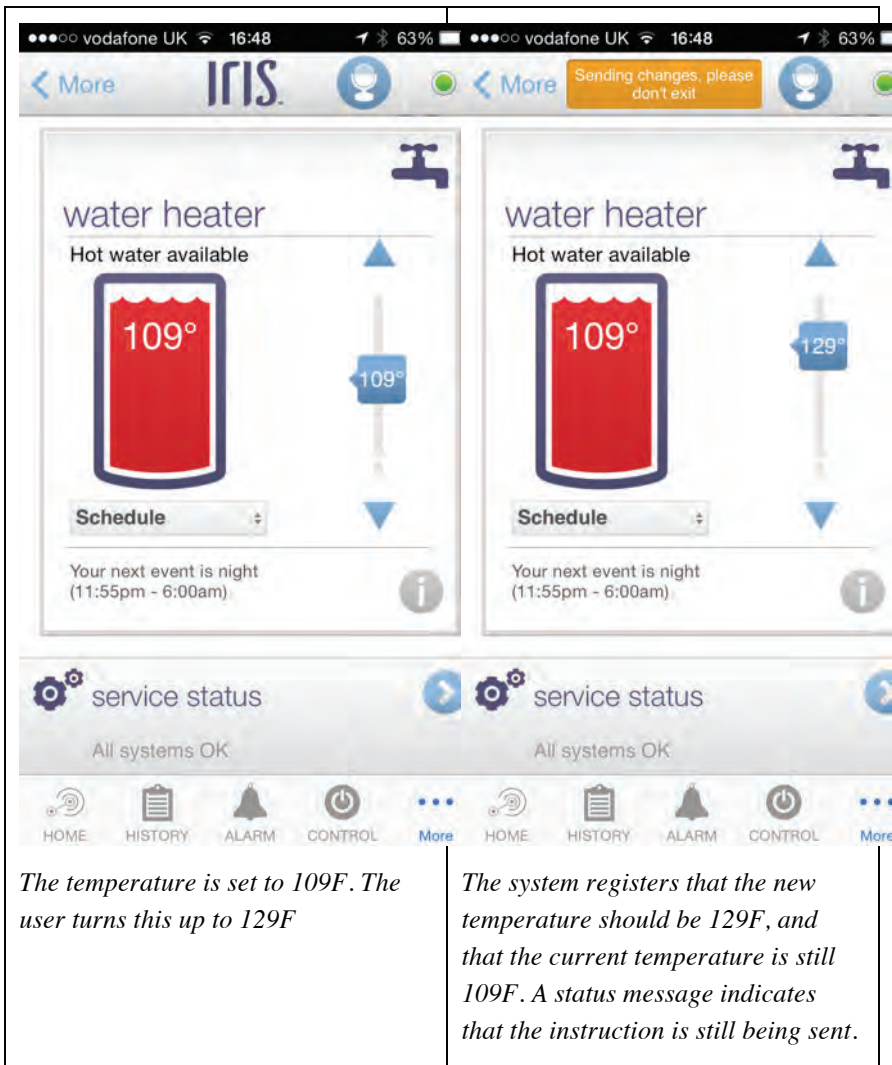 vodafone UK 16:48 63%
More IRIS.
water heater
Hot water available
109°
109°
Schedule
Your next event is night
(11:55pm - 6:00am)
i
service status
All systems OK
HOME HISTORY ALARM CONTROL More
The temperature is set to 109F. The
user turns this up to 129F
vodafone UK 16:48 63%
More Sending changes, please
don't exit
water heater
Hot water available
109°
129°
Schedule
Your next event is night
(11:55pm - 6:00am)
i
service status
All systems OK
HOME HISTORY ALARM CONTROL More
The system registers that the new
temperature should be 129F, and
that the current temperature is still
109F. A status message indicates
that the instruction is still being sent.